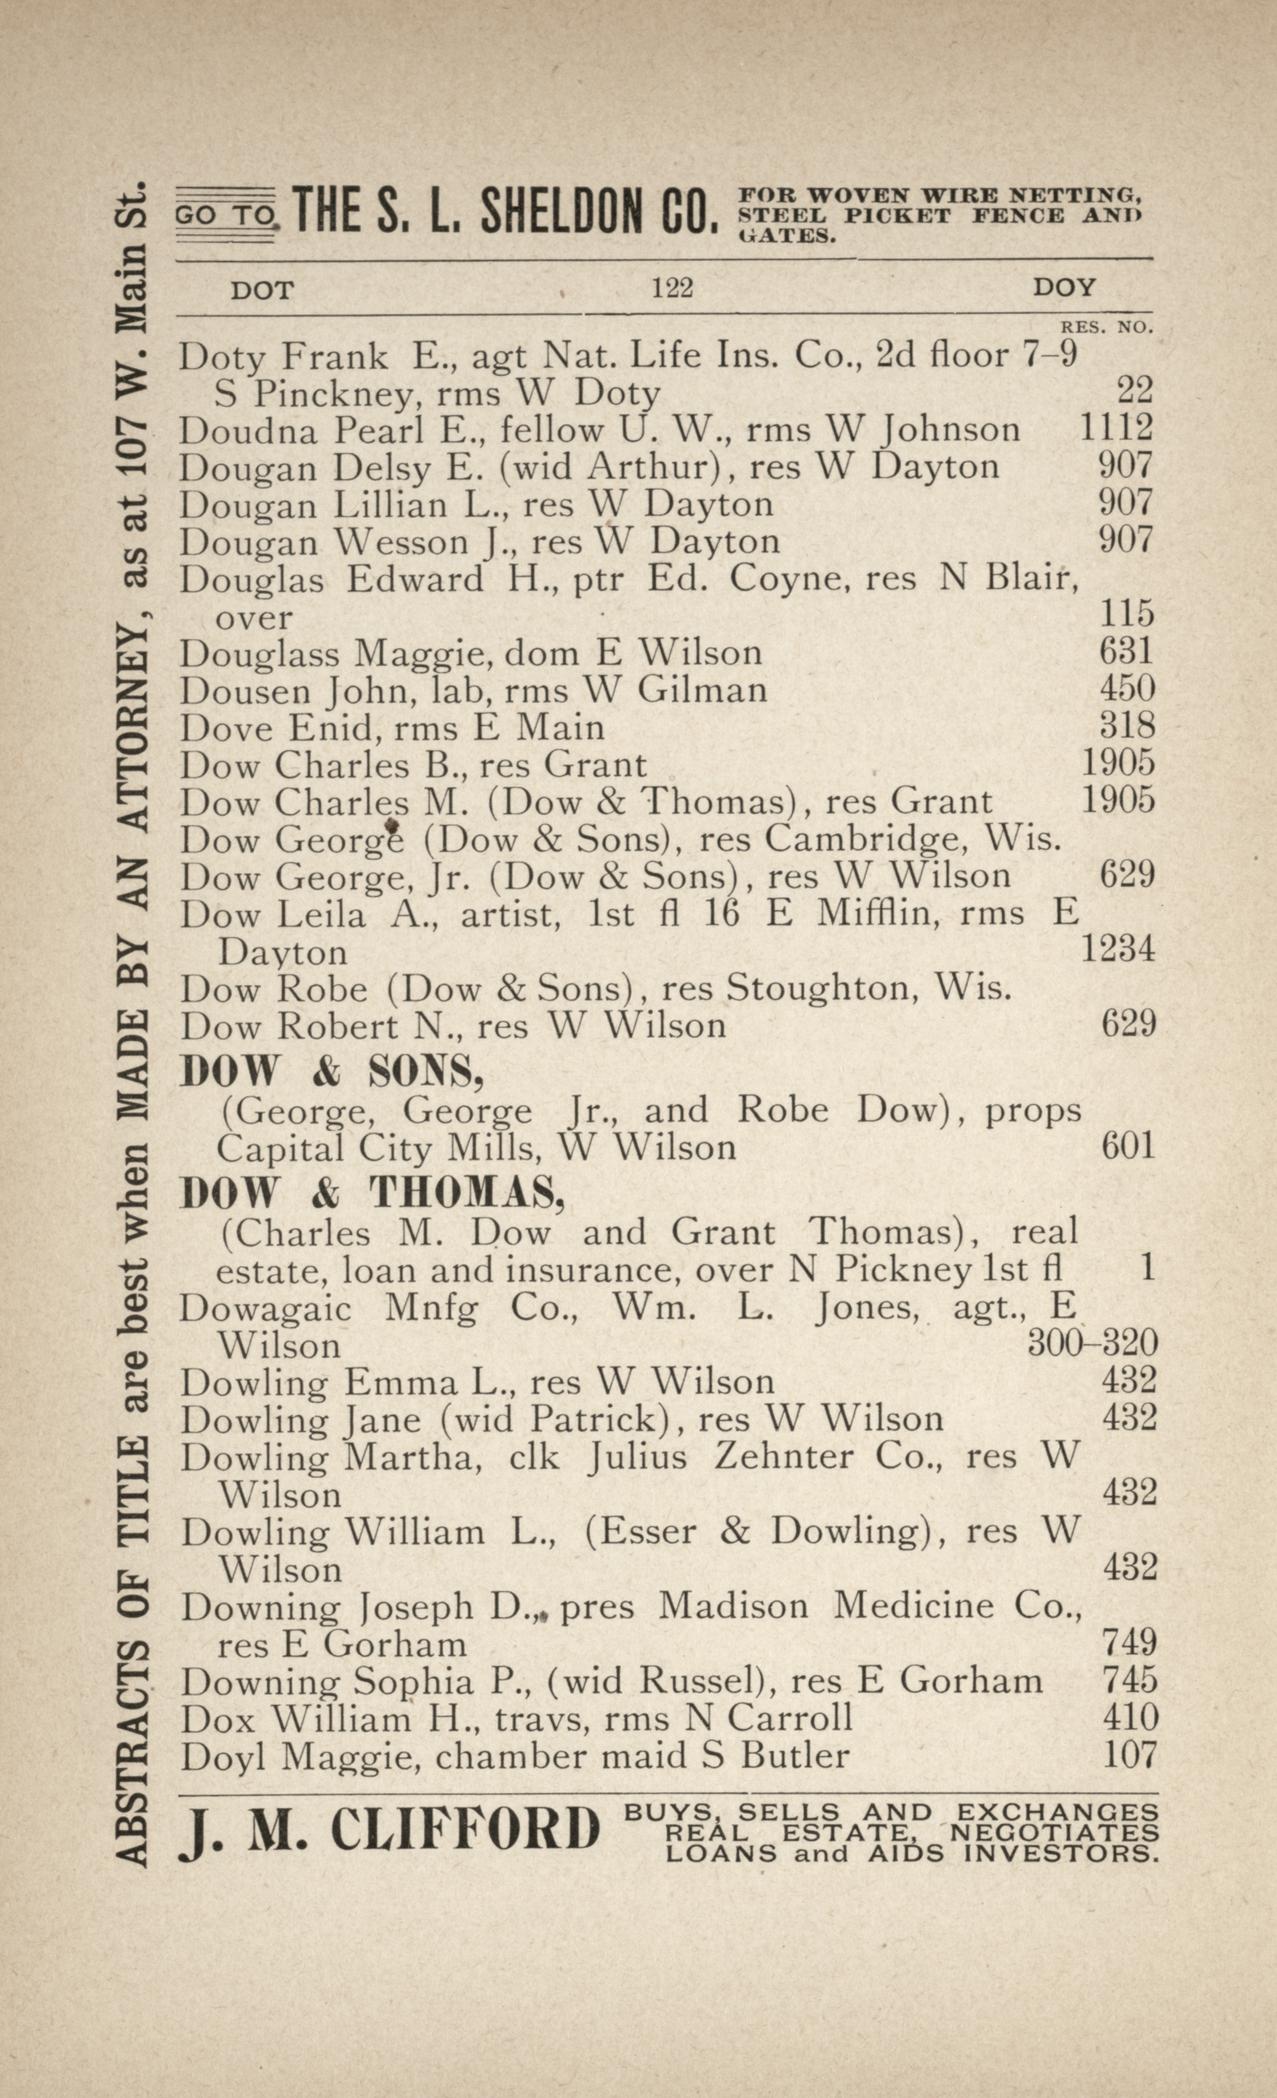 GO TO THE S. L. SHELDON CO. FOR WOVEN WIRE NETTING,
STEEL PICKET FENCE AND
GATES.
DOT 122 DOY
RES. NO.
Doty Frank E., agt Nat. Life Ins. Co., 2d floor 7–9
S Pinckney, rms W Doty 22
Doudna Pearl E., fellow U. W., rms W Johnson 1112
Dougan Delsy E. (wid Arthur), res W Dayton 907
Dougan Lillian L., res W Dayton 907
Dougan Wesson J., res W Dayton 907
Douglas Edward H., ptr Ed. Coyne, res N Blair,
over 115
Douglass Maggie, dom E Wilson 631
Dousen John, lab, rms W Gilman 450
Dove Enid, rms E Main 318
Dow Charles B., res Grant 1905
Dow Charles M. (Dow & Thomas), res Grant 1905
Dow George (Dow & Sons), res Cambridge, Wis.
Dow George, Jr. (Dow & Sons), res W Wilson 629
Dow Leila A., artist, 1st fl 16 E Mifflin, rms E
Dayton 1234
Dow Robe (Dow & Sons), res Stoughton, Wis.
Dow Robert N., res W Wilson 629
DOW & SONS,
(George, George Jr., and Robe Dow), props
Capital City Mills, W Wilson 601
DOW & THOMAS,
(Charles M. Dow and Grant Thomas), real
estate, loan and insurance, over N Pickney 1st fl 1
Dowagaic Mnfg Co., Wm. L. Jones, agt., E
Wilson 300–320
Dowling Emma L., res W Wilson 432
Dowling Jane (wid Patrick), res W Wilson 432
Dowling Martha, clk Julius Zehnter Co., res W
Wilson 432
Dowling William L., (Esser & Dowling), res W
Wilson 432
Downing Joseph D., pres Madison Medicine Co.,
res E Gorham 749
Downing Sophia P., (wid Russel), res E Gorham 745
Dox William H., travs, rms N Carroll 410
Doyl Maggie, chamber maid S Butler 107
J. M. CLIFFORD BUYS, SELLS AND EXCHANGES
REAL ESTATE, NEGOTIATES
LOANS and AIDS INVESTORS.
ABSTRACTS OF TITLE are best when MADE BY AN ATTORNEY, as at 107 W. Main St.